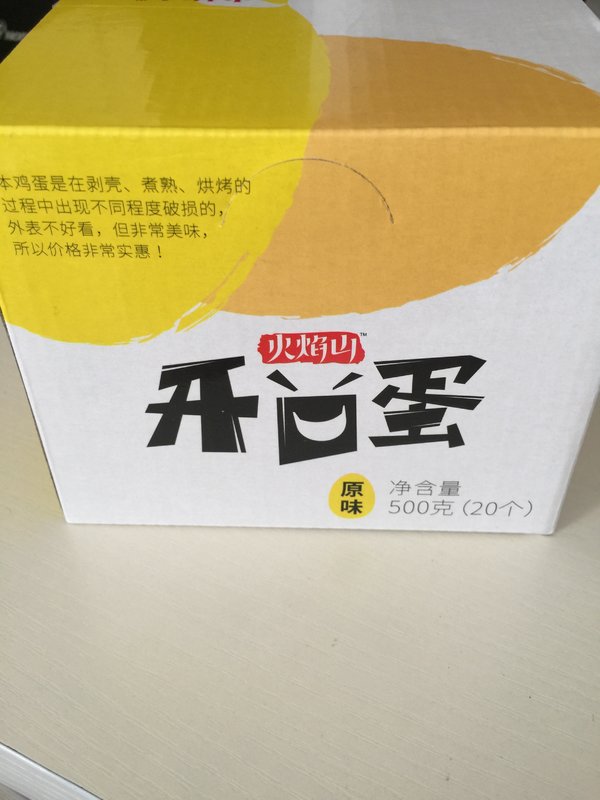 本鸡蛋是在剥壳、煮熟、烘烤的
过程中出现不同程度破损的，
外表不好看，但非常美味，
所以价格非常实惠！
火焰山™
开口蛋
原味
净含量
500克（20个）